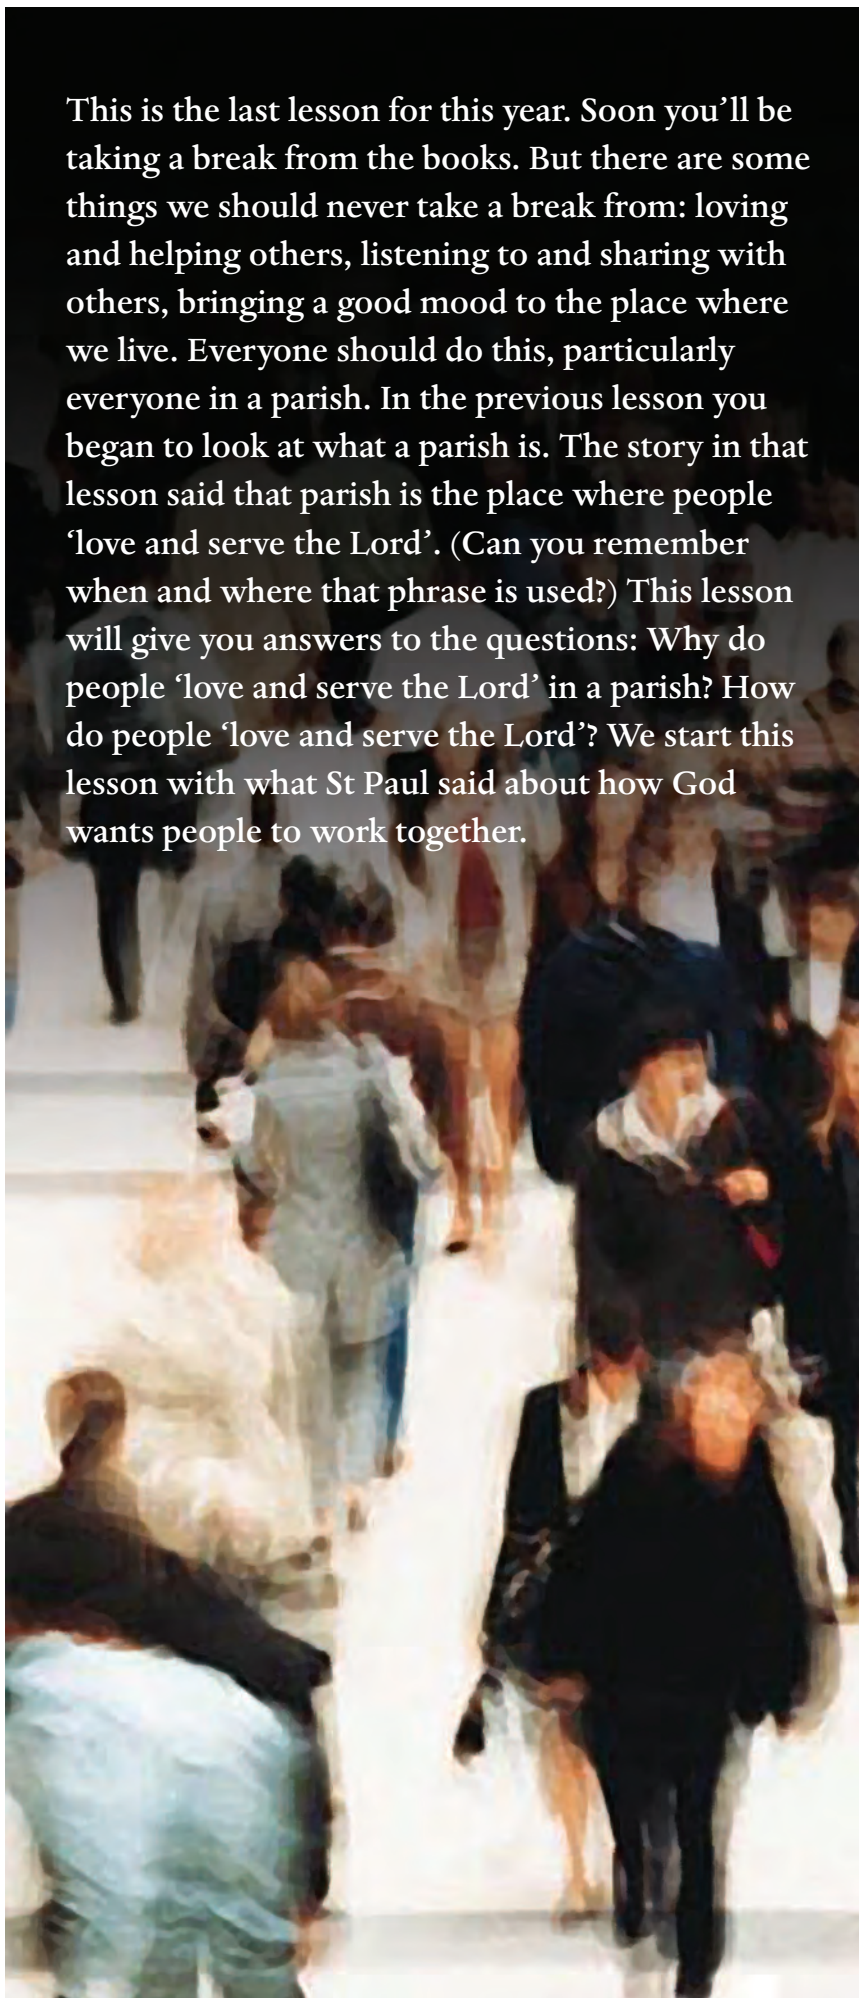 This is the last lesson for this year. Soon you’ll be
taking a break from the books. But there are some
things we should never take a break from: loving
and helping others, listening to and sharing with
others, bringing a good mood to the place where
we live. Everyone should do this, particularly
everyone in a parish. In the previous lesson you
began to look at what a parish is. The story in that
lesson said that parish is the place where people
‘love and serve the Lord’. (Can you remember
when and where that phrase is used?) This lesson
will give you answers to the questions: Why do
people ‘love and serve the Lord’ in a parish? How
do people ‘love and serve the Lord’? We start this
lesson with what St Paul said about how God
wants people to work together.